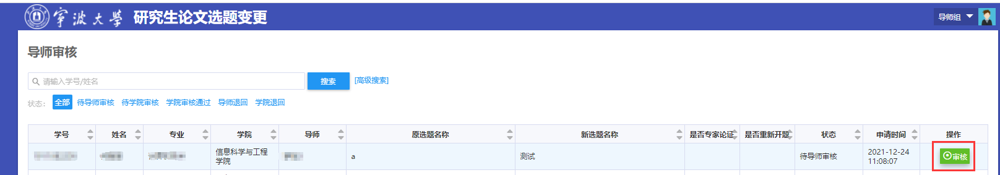 宁波大学 研究生论文选题变更 导师组
导师审核
请输入学号/姓名 搜索 [高级搜索]
状态： 全部 待导师审核 待学院审核 学院审核通过 导师退回 学院退回
学号 姓名 专业 学院 导师 原选题名称 新选题名称 是否专家论证 是否重新开题 状态 申请时间 操作
信息科学与工程 2021-12-24
a 测试 待导师审核 审核
学院 11:08:07